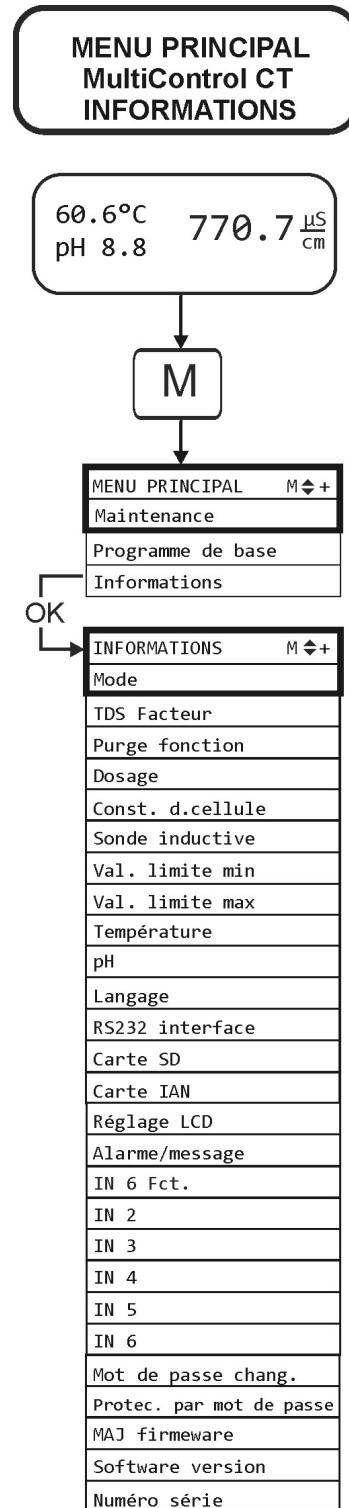 MENU PRINCIPAL
MultiControl CT
INFORMATIONS
60.6°C
pH 8.8
770.7 µS/cm
M
MENU PRINCIPAL M
+
Maintenance
Programme de base
Informations
OK
INFORMATIONS M
+
Mode
TDS Facteur
Purge fonction
Dosage
Const. d.cellule
Sonde inductive
Val. limite min
Val. limite max
Température
pH
Langage
RS232 interface
Carte SD
Carte IAN
Réglage LCD
Alarme/message
IN 6 Fct.
IN 2
IN 3
IN 4
IN 5
IN 6
Mot de passe chang.
Protec. par mot de passe
MAJ firmeware
Software version
Numéro série